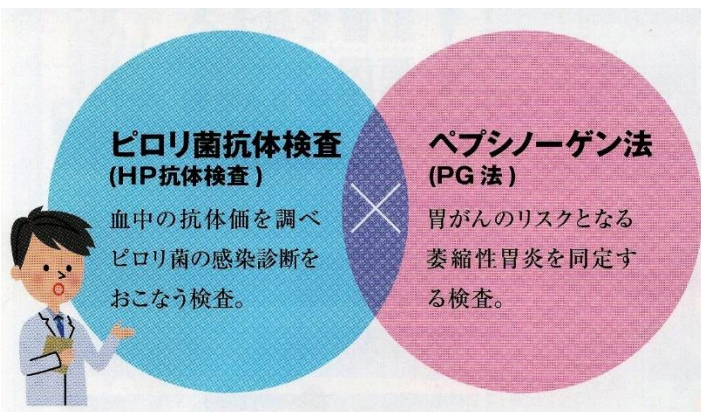 ピロリ菌抗体検査
(HP抗体検査)
血中の抗体価を調べ
ピロリ菌の感染診断を
おこなう検査。
×
ペプシノーゲン法
(PG法)
胃がんのリスクとなる
萎縮性胃炎を同定す
る検査。